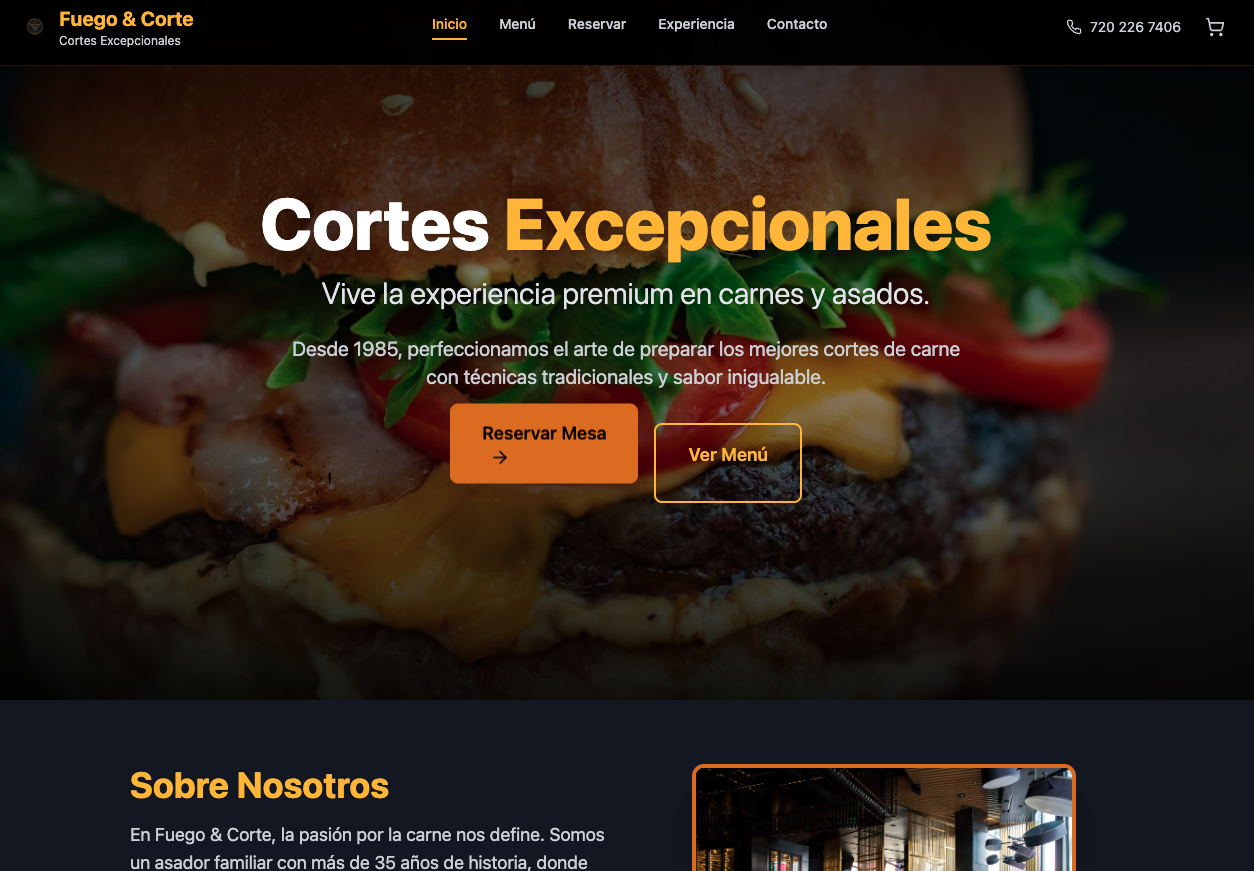 Fuego & Corte
Cortes Excepcionales
Inicio
Menú
Reservar
Experiencia
Contacto
720 226 7406
Cortes Excepcionales
Vive la experiencia premium en carnes y asados.
Desde 1985, perfeccionamos el arte de preparar los mejores cortes de carne
con técnicas tradicionales y sabor inigualable.
Reservar Mesa
→
Ver Menú
Sobre Nosotros
En Fuego & Corte, la pasión por la carne nos define. Somos
un asador familiar con más de 35 años de historia, donde